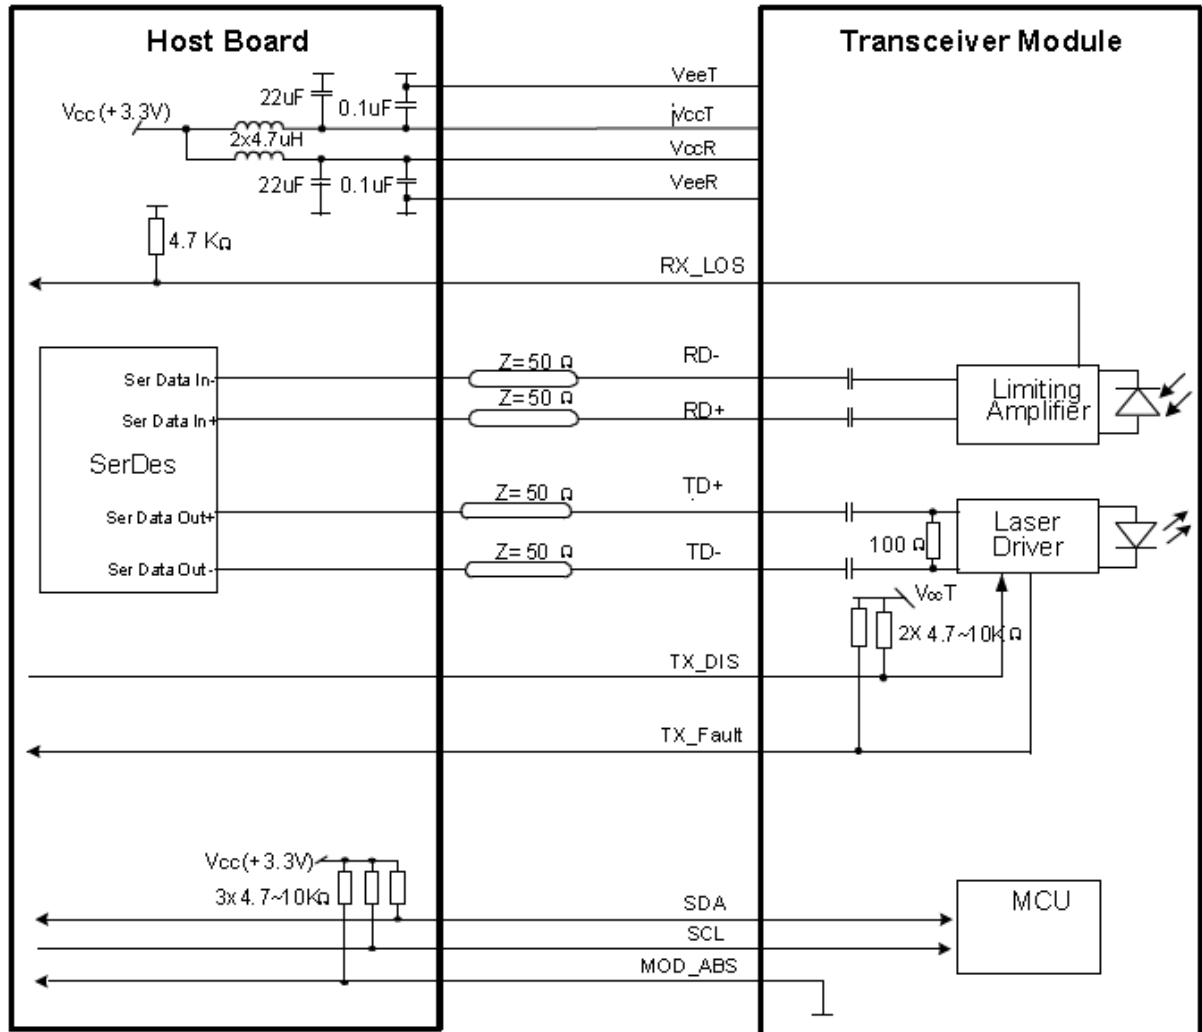 Host Board
Transceiver Module
VeeT
22uF
0.1uF
Vcc(+3.3V)
VccT
2x4.7uH
VccR
22uF
0.1uF
VeeR
4.7 KΩ
RX_LOS
Z=50 Ω
RD-
Ser Data In-
Z=50 Ω
Limiting
Amplifier
Ser Data In+
RD+
SerDes
Z=50 Ω
TD+
Ser Data Out+
Laser
Driver
Z=50 Ω
TD-
100 Ω
Ser Data Out-
VccT
2X 4.7~10KΩ
TX_DIS
TX_Fault
Vcc(+3.3V)
3x4.7~10KΩ
SDA
MCU
SCL
MOD_ABS